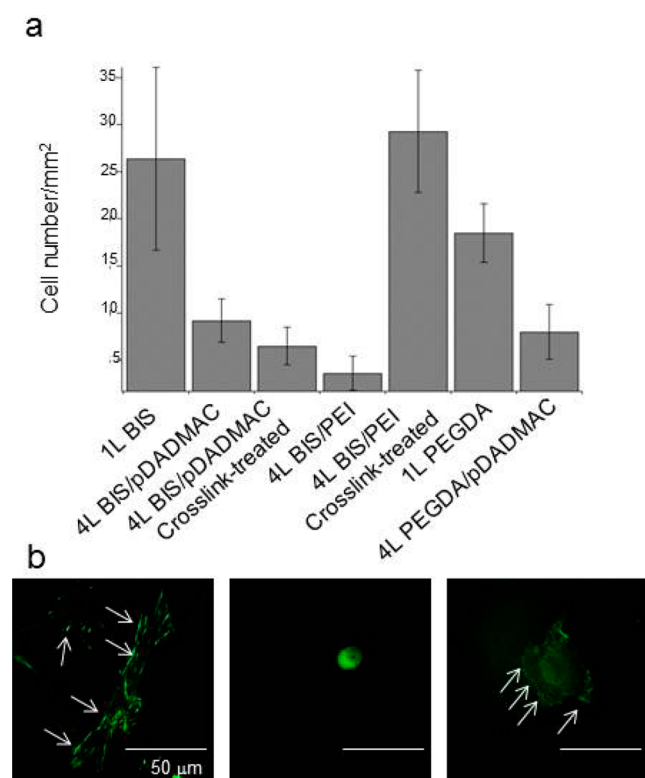 a
Cell number/mm²
35
30
25
20
15
10
5
1L BIS
4L BIS/pDADMAC
4L BIS/pDADMAC
Crosslink-treated
4L BIS/PEI
4L BIS/PEI
Crosslink-treated
1L PEGDA
4L PEGDA/pDADMAC
b
50 μm